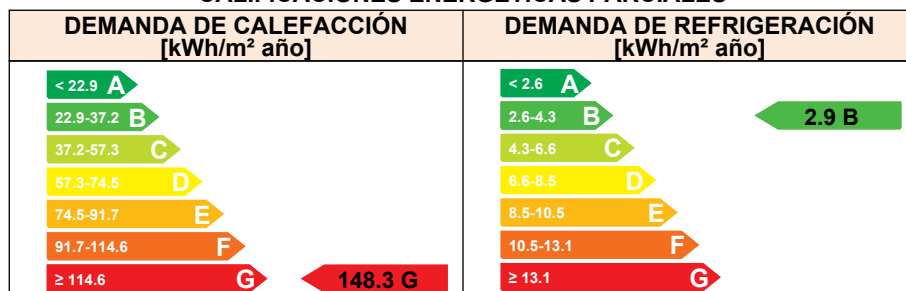 CALIFICACIONES ENERGÉTICAS PARCIALES
DEMANDA DE CALEFACCIÓN
[kWh/m² año]
< 22.9 A
22.9-37.2 B
37.2-57.3 C
57.3-74.5 D
74.5-91.7 E
91.7-114.6 F
≥ 114.6 G
148.3 G
DEMANDA DE REFRIGERACIÓN
[kWh/m² año]
< 2.6 A
2.6-4.3 B
2.9 B
4.3-6.6 C
6.6-8.5 D
8.5-10.5 E
10.5-13.1 F
≥ 13.1 G